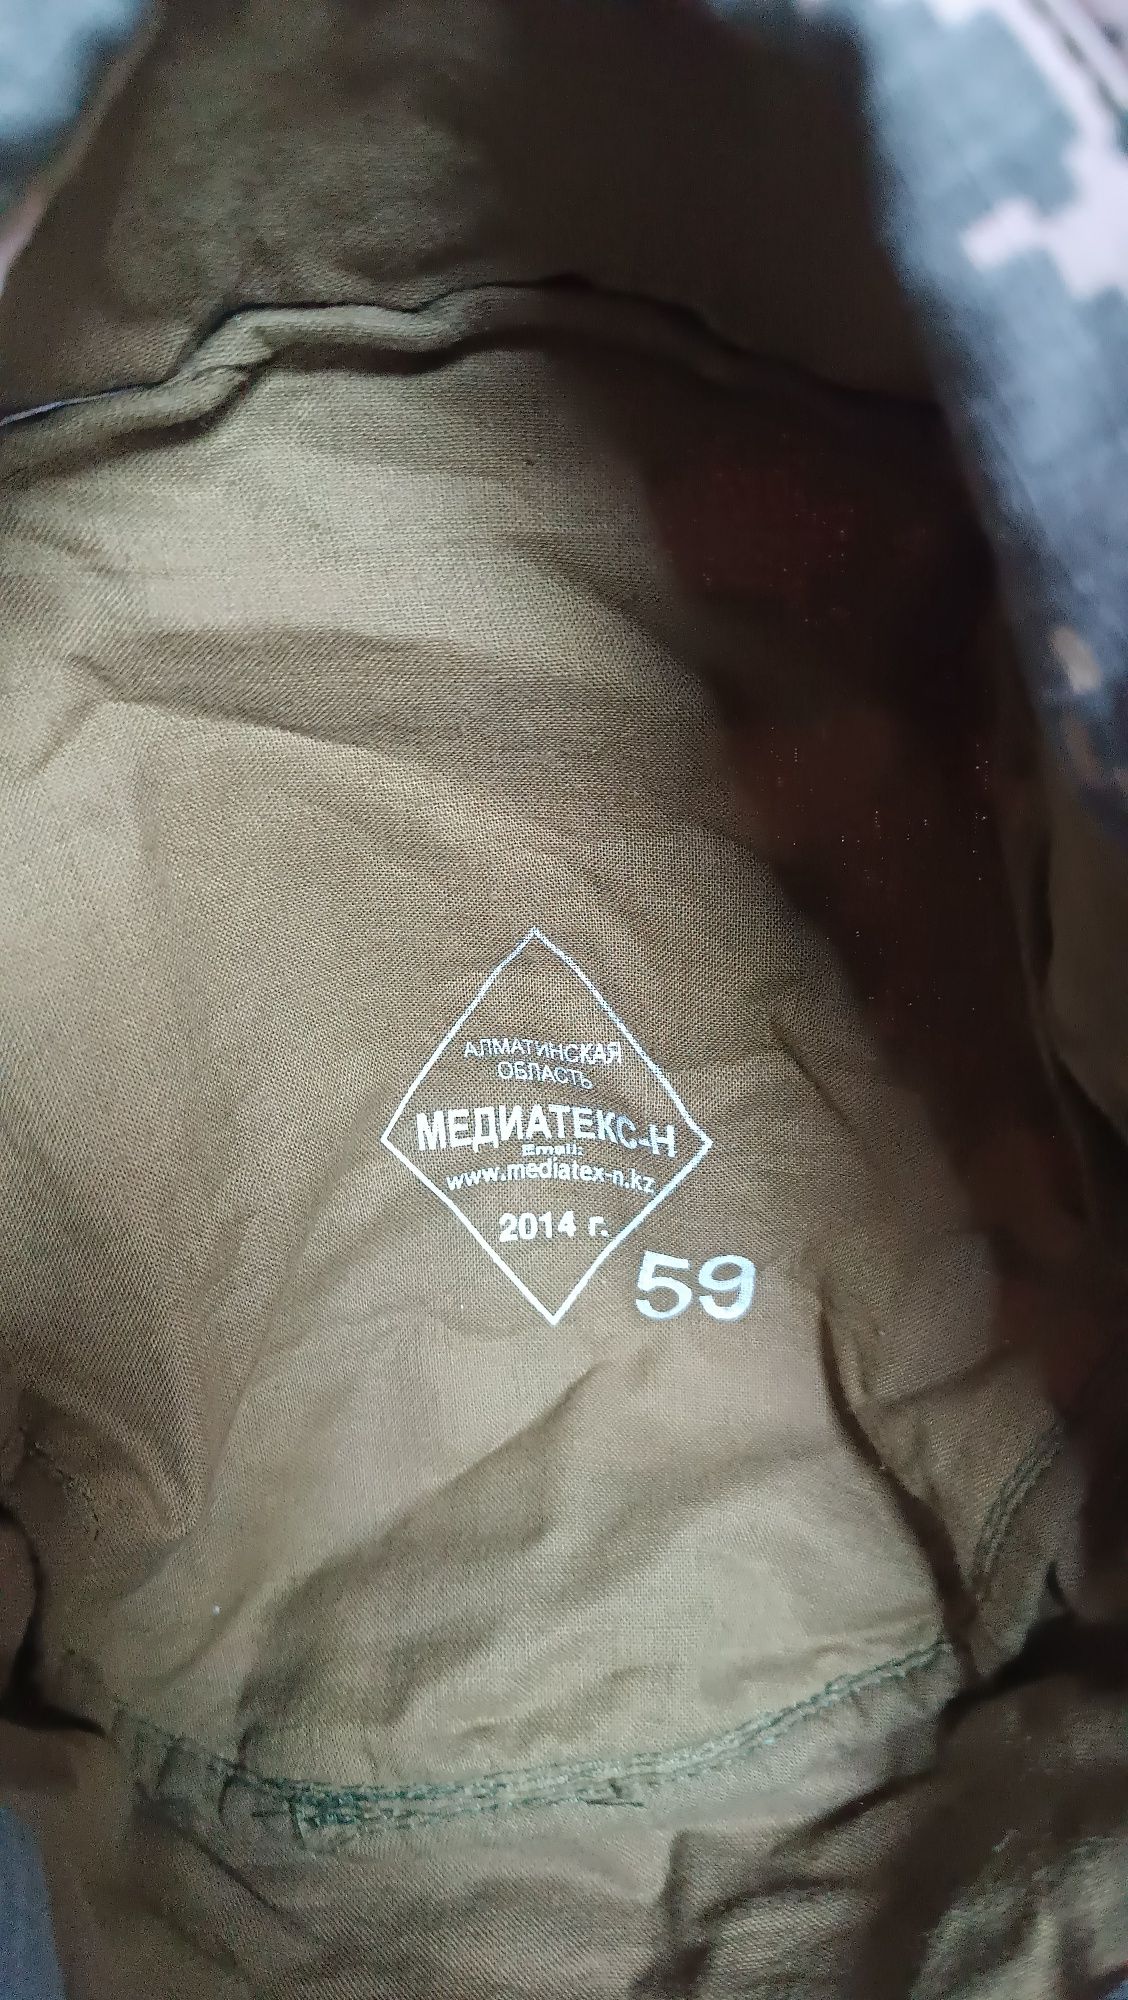 АЛМАТИНСКАЯ
ОБЛАСТЬ
МЕДИАТЕКС-Н
Email:
www.mediatex-n.kz
2014 г.
59